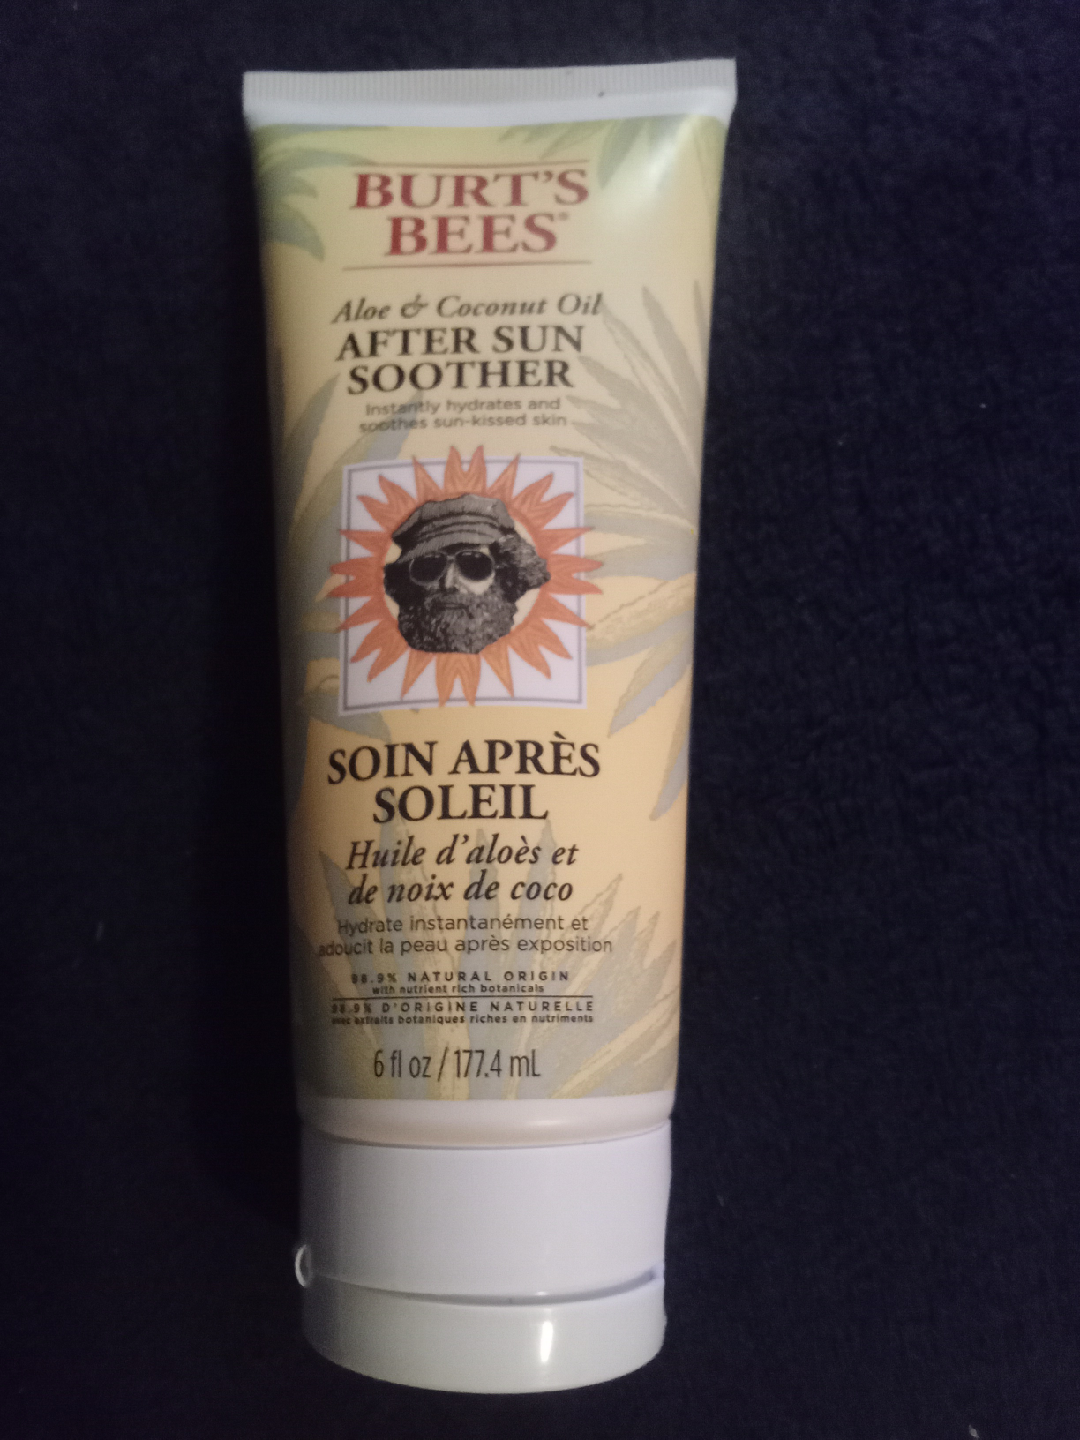 BURT'S
BEES®
Aloe & Coconut Oil
AFTER SUN
SOOTHER
Instantly hydrates and
soothes sun-kissed skin
SOIN APRÈS
SOLEIL
Huile d'aloès et
de noix de coco
Hydrate instantanément et
adoucit la peau après exposition
98.9% NATURAL ORIGIN
with nutrient rich botanicals
98.9% D'ORIGINE NATURELLE
avec extraits botaniques riches en nutriments
6 fl oz / 177.4 mL